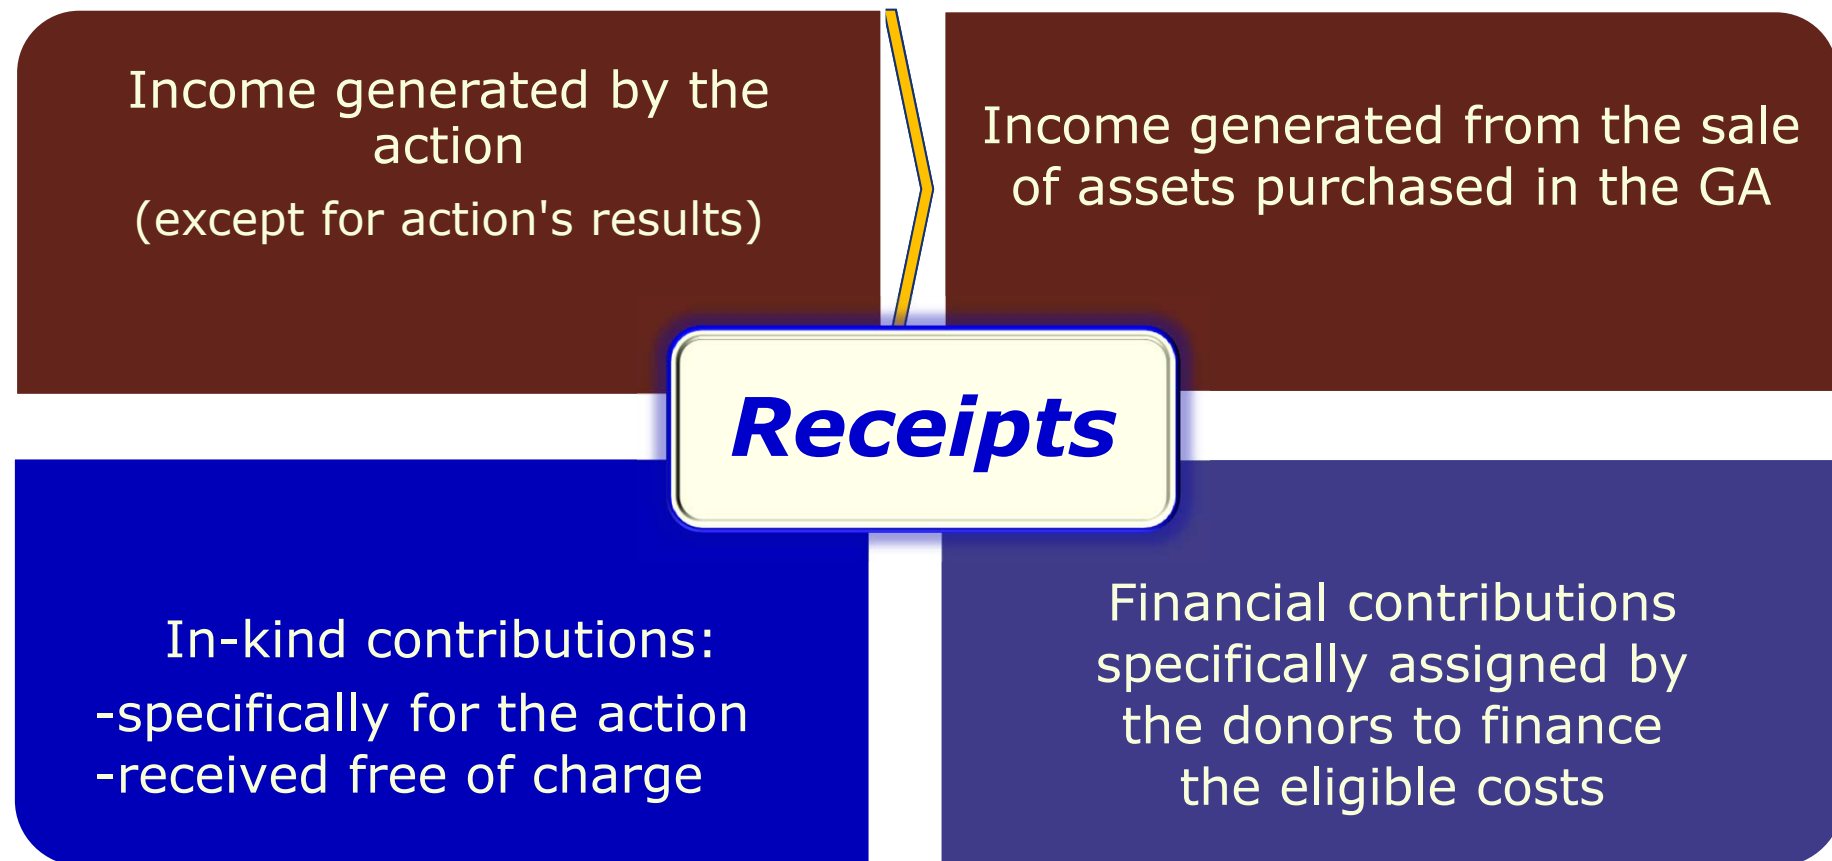 Income generated by the
action
(except for action's results)
Income generated from the sale
of assets purchased in the GA
Receipts
In-kind contributions:
-specifically for the action
-received free of charge
Financial contributions
specifically assigned by
the donors to finance
the eligible costs